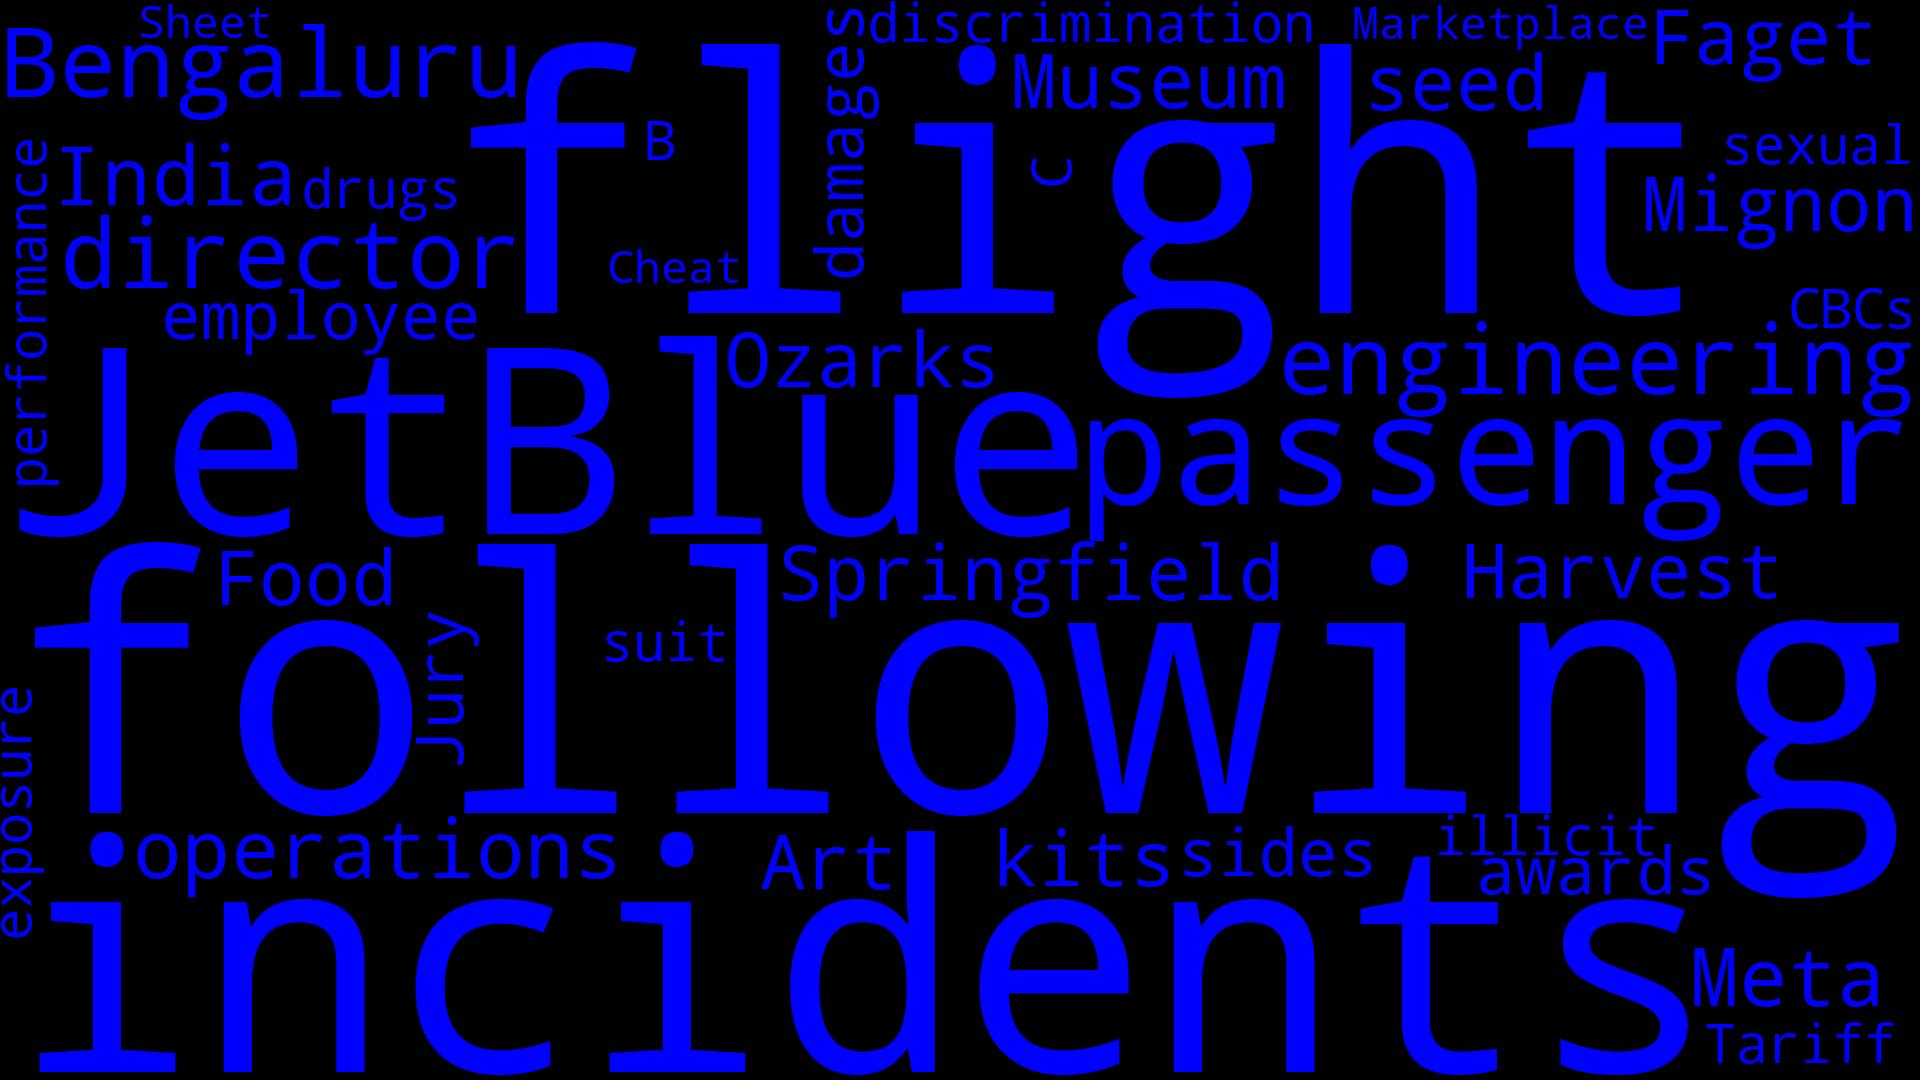 Sheet
discrimination
Marketplace
Faget
Bengaluru
flight
damages
Museum
seed
B
C
sexual
India
drugs
Mignon
performance
director
Cheat
employee
CBCs
JetBlue
Ozarks
engineering
passenger
Food
Springfield
Harvest
following
Jury
suit
exposure
operations
Art
kits
sides
illicit
awards
incidents
Meta
Tariff